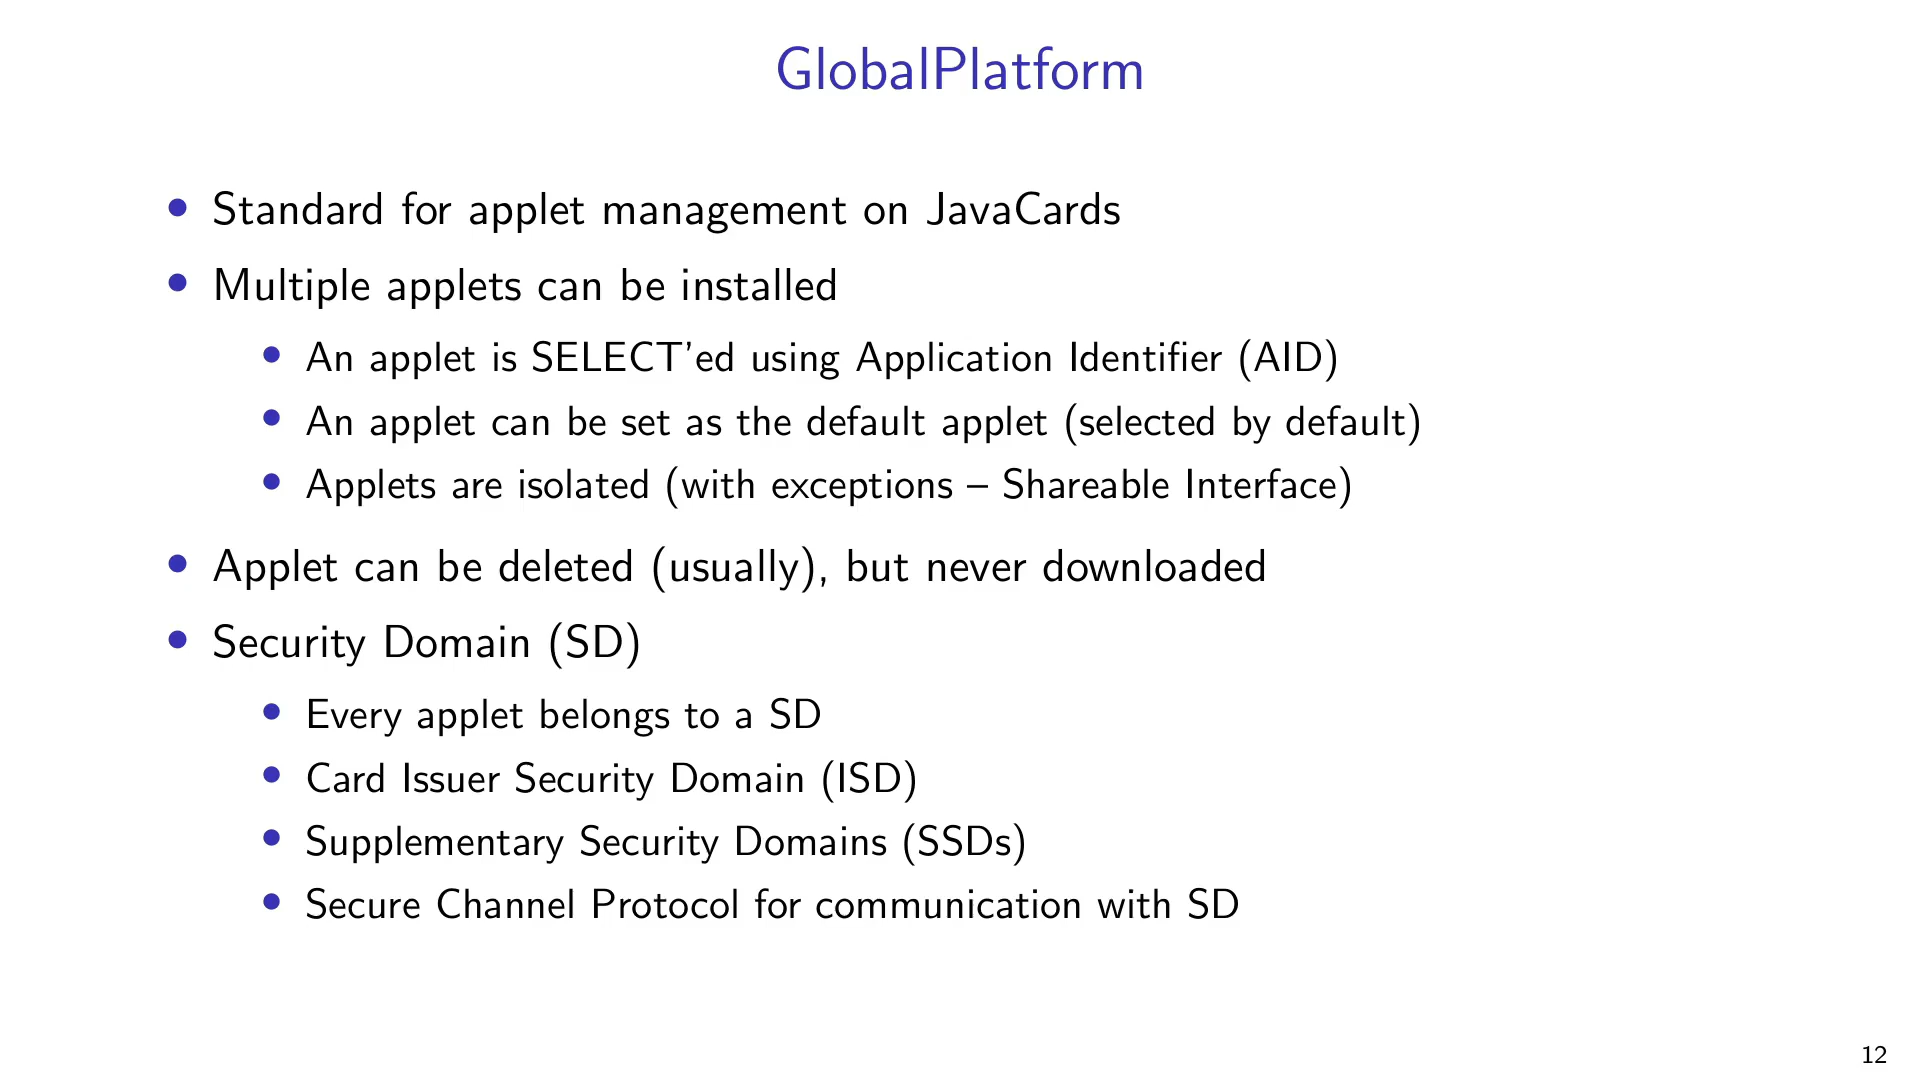 GlobalPlatform
• Standard for applet management on JavaCards
• Multiple applets can be installed
• An applet is SELECT’ed using Application Identifier (AID)
• An applet can be set as the default applet (selected by default)
• Applets are isolated (with exceptions – Shareable Interface)
• Applet can be deleted (usually), but never downloaded
• Security Domain (SD)
• Every applet belongs to a SD
• Card Issuer Security Domain (ISD)
• Supplementary Security Domains (SSDs)
• Secure Channel Protocol for communication with SD
12